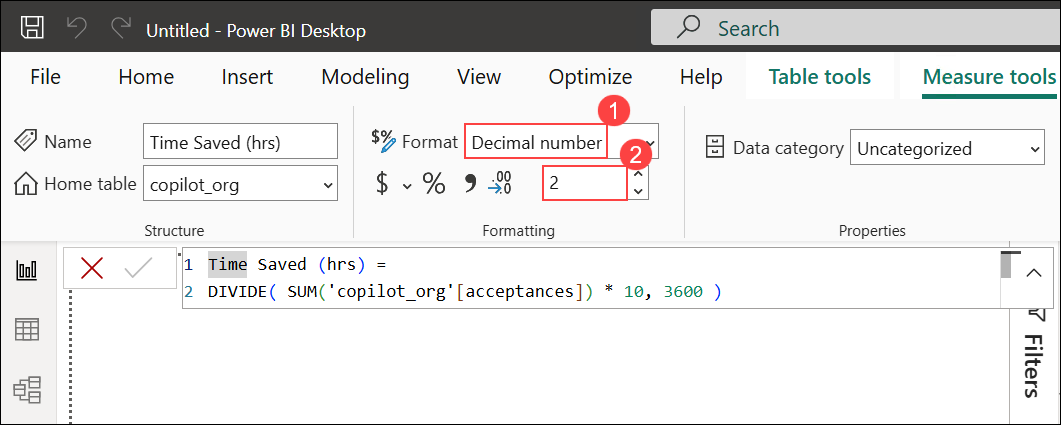 Untitled - Power BI Desktop
Search
File Home Insert Modeling View Optimize Help Table tools Measure tools
1
Name Time Saved (hrs) $% Format Decimal number Data category Uncategorized
2
Home table copilot_org $ % , .00 .0 2
Structure Formatting Properties
1 Time Saved (hrs) =
2 DIVIDE( SUM('copilot_org'[acceptances]) * 10, 3600 )
Filters